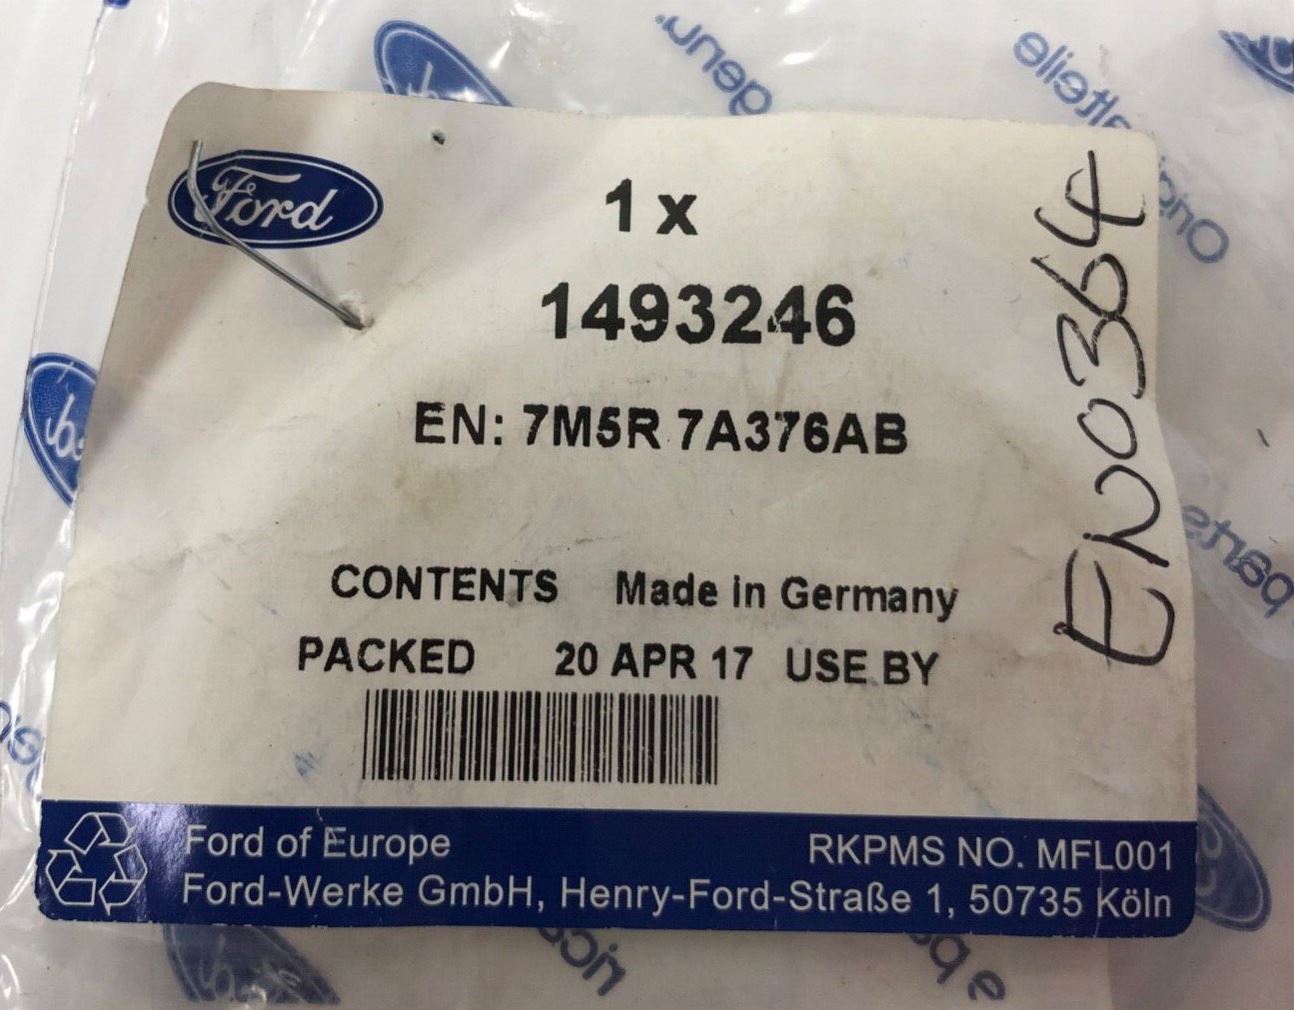 Ford
1 x
1493246
EN: 7M5R 7A376AB
CONTENTS Made in Germany
PACKED 20 APR 17 USE BY
Ford of Europe
RKPMS NO. MFL001
Ford-Werke GmbH, Henry-Ford-Straße 1, 50735 Köln
EN0364
parts